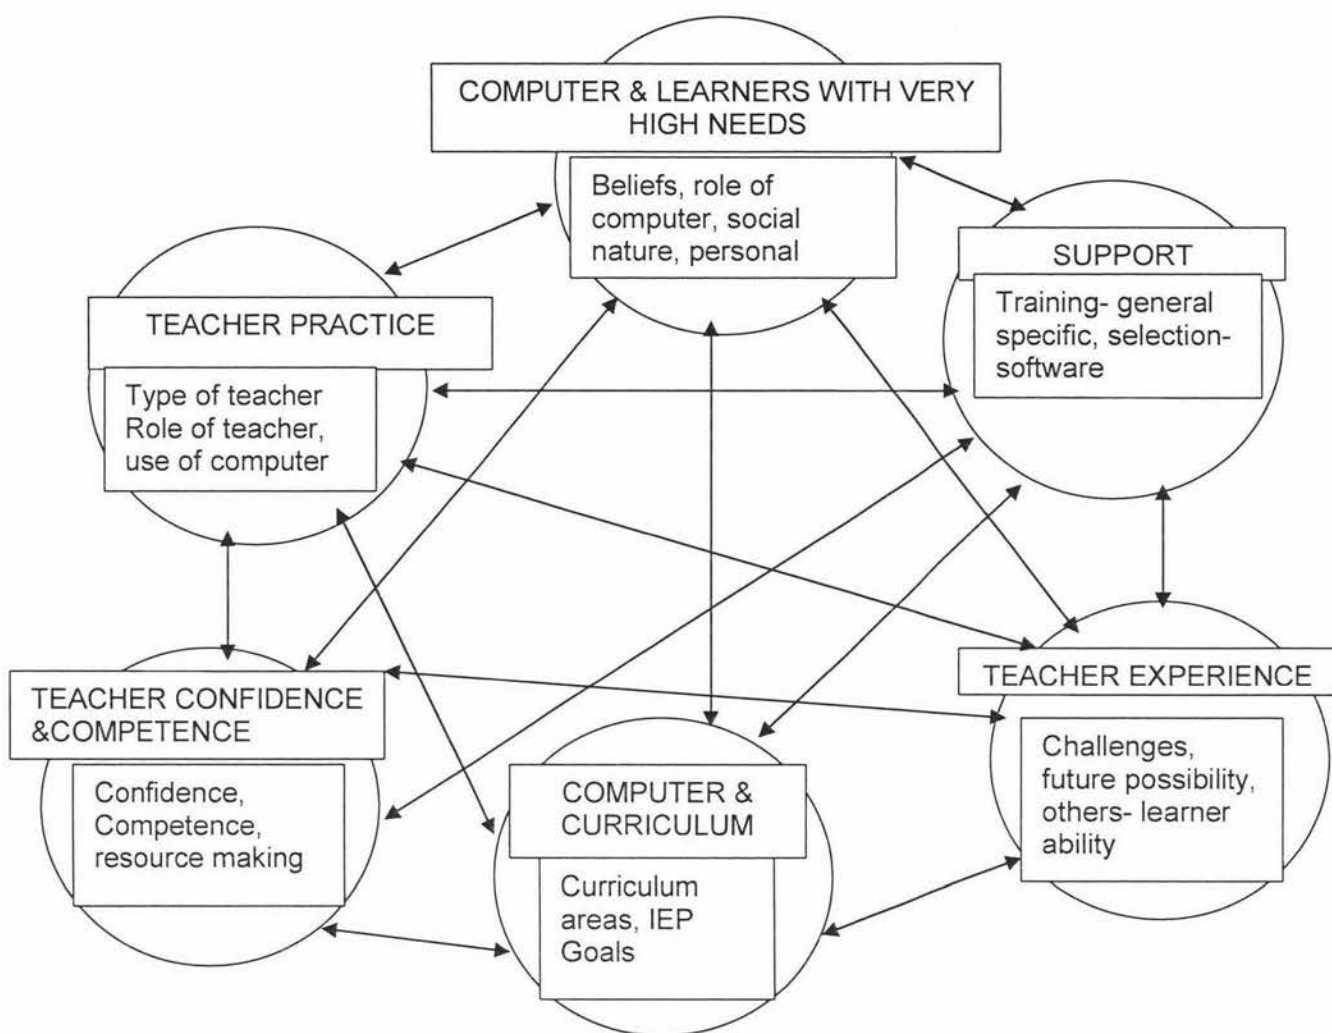 COMPUTER & LEARNERS WITH VERY
HIGH NEEDS
Beliefs, role of
computer, social
nature, personal
SUPPORT
Training- general
specific, selection-
software
TEACHER PRACTICE
Type of teacher
Role of teacher,
use of computer
TEACHER CONFIDENCE
&COMPETENCE
Confidence,
Competence,
resource making
COMPUTER &
CURRICULUM
Curriculum
areas, IEP
Goals
TEACHER EXPERIENCE
Challenges,
future possibility,
others- learner
ability